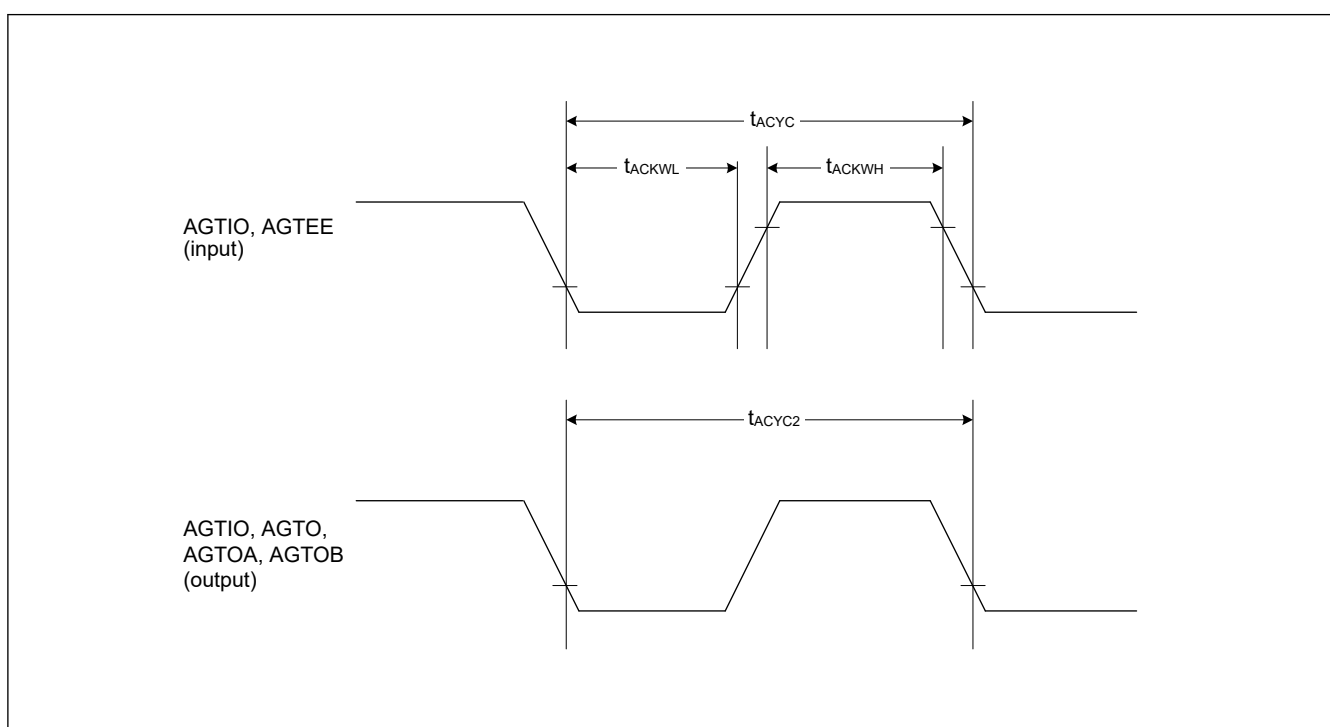 tACYC
tACKWL
tACKWH
AGTIO, AGTEE
(input)
tACYC2
AGTIO, AGTO,
AGTOA, AGTOB
(output)